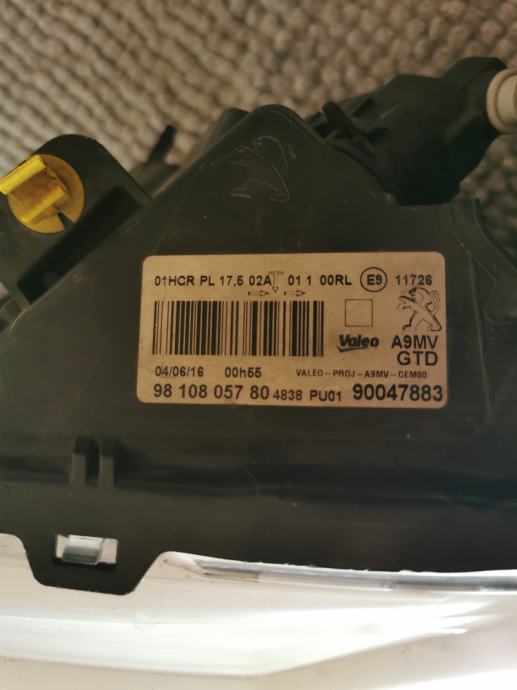 01HCR PL 17,5 02A 01 1 00RL E9 11726
Valeo A9MV
GTD
04/06/16 00h55 VALEO-PROJ-A9MV-CEM00
98 108 057 80 4838 PU01 90047883